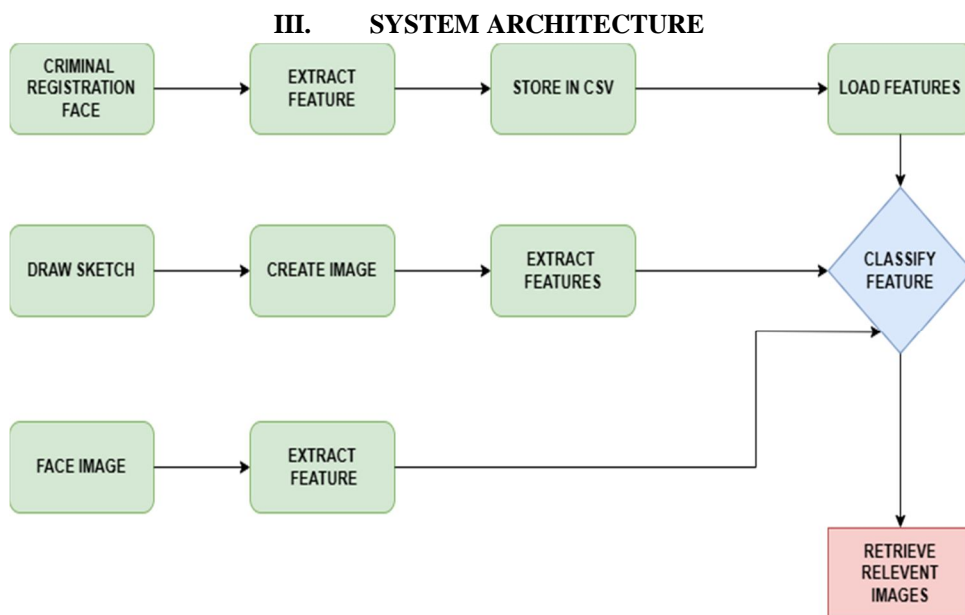 III. SYSTEM ARCHITECTURE
CRIMINAL
REGISTRATION
FACE
EXTRACT
FEATURE
STORE IN CSV
LOAD FEATURES
DRAW SKETCH
CREATE IMAGE
EXTRACT
FEATURES
CLASSIFY
FEATURE
FACE IMAGE
EXTRACT
FEATURE
RETRIEVE
RELEVENT
IMAGES